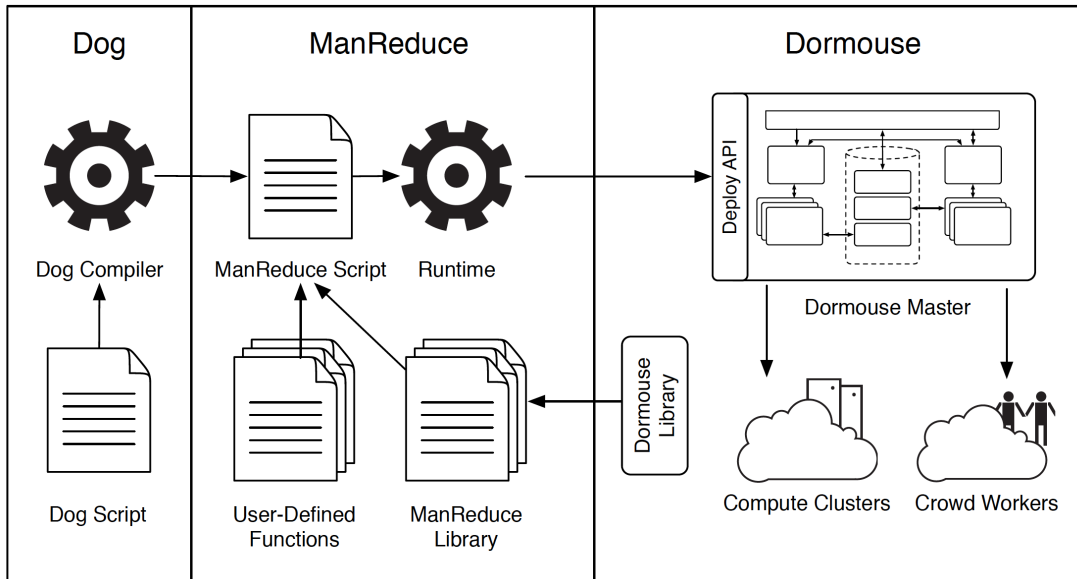 Dog
ManReduce
Dormouse
Deploy API
Dog Compiler
ManReduce Script
Runtime
Dormouse Master
Dormouse
Library
Dog Script
User-Defined
Functions
ManReduce
Library
Compute Clusters
Crowd Workers